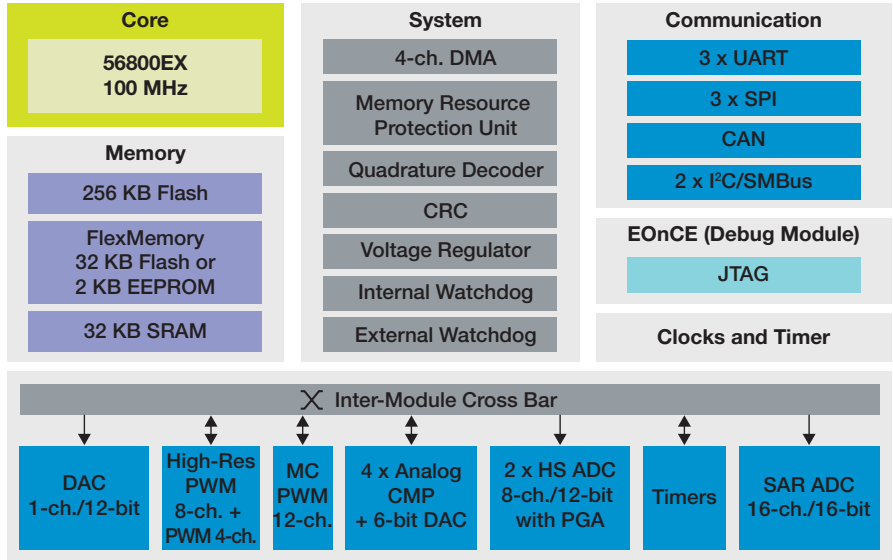 Core
56800EX
100 MHz
Memory
256 KB Flash
FlexMemory
32 KB Flash or
2 KB EEPROM
32 KB SRAM
System
4-ch. DMA
Memory Resource
Protection Unit
Quadrature Decoder
CRC
Voltage Regulator
Internal Watchdog
External Watchdog
Communication
3 x UART
3 x SPI
CAN
2 x I²C/SMBus
EOnCE (Debug Module)
JTAG
Clocks and Timer
Inter-Module Cross Bar
DAC
1-ch./12-bit
High-Res
PWM
8-ch. +
PWM 4-ch.
MC
PWM
12-ch.
4 x Analog
CMP
+ 6-bit DAC
2 x HS ADC
8-ch./12-bit
with PGA
Timers
SAR ADC
16-ch./16-bit